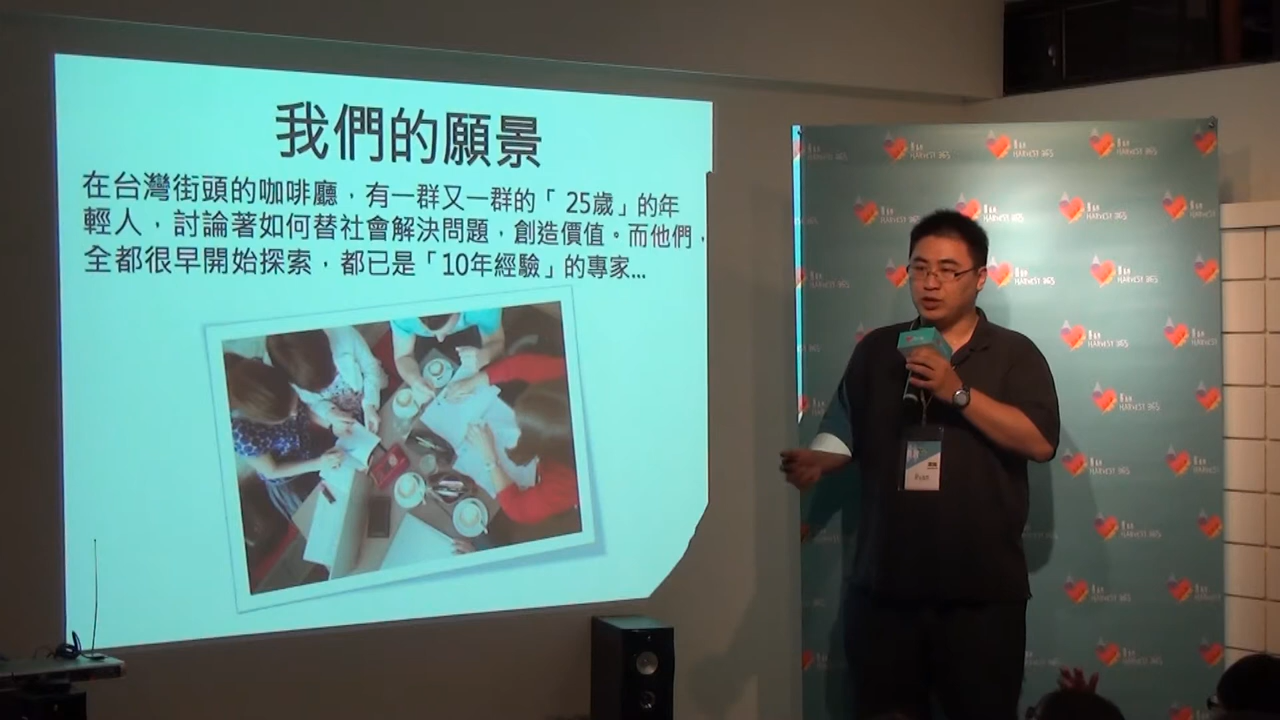 我們的願景
在台灣街頭的咖啡廳，有一群又一群的「25歲」的年
輕人，討論著如何替社會解決問題，創造價值。而他們，
全都很早開始探索，都已是「10年經驗」的專家...
HARVEST 365